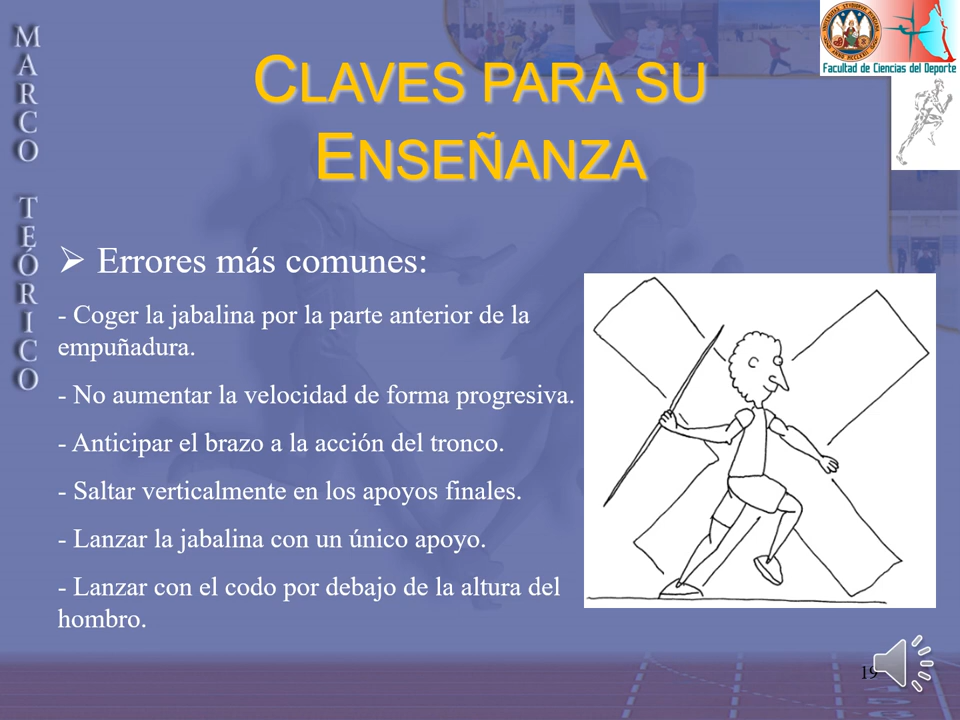 MARCO TEÓRICO
CLAVES PARA SU
ENSEÑANZA
Facultad de Ciencias del Deporte
➢ Errores más comunes:
- Coger la jabalina por la parte anterior de la
empuñadura.
- No aumentar la velocidad de forma progresiva.
- Anticipar el brazo a la acción del tronco.
- Saltar verticalmente en los apoyos finales.
- Lanzar la jabalina con un único apoyo.
- Lanzar con el codo por debajo de la altura del
hombro.
19